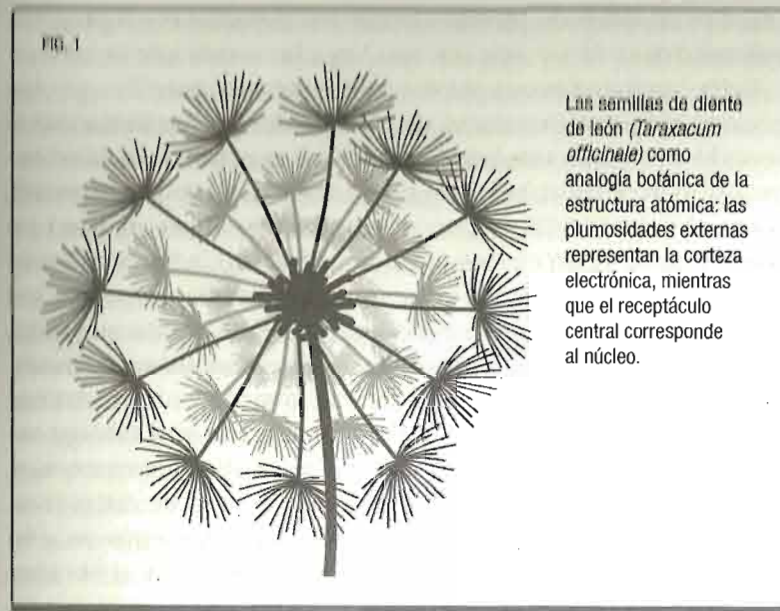 FIG. 1
Las semillas de diente
de león (Taraxacum
officinale) como
analogía botánica de la
estructura atómica: las
plumosidades externas
representan la corteza
electrónica, mientras
que el receptáculo
central corresponde
al núcleo.